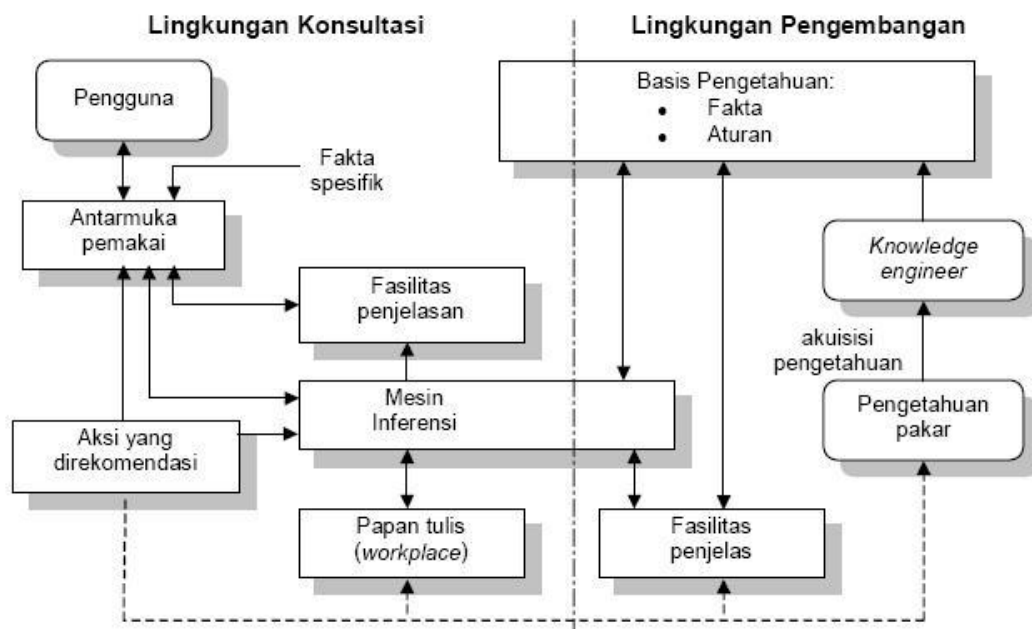 Lingkungan Konsultasi
Lingkungan Pengembangan
Pengguna
Basis Pengetahuan:
• Fakta
• Aturan
Fakta
spesifik
Antarmuka
pemakai
Knowledge
engineer
Fasilitas
penjelasan
akuisisi
pengetahuan
Mesin
Inferensi
Pengetahuan
pakar
Aksi yang
direkomendasi
Papan tulis
(workplace)
Fasilitas
penjelas